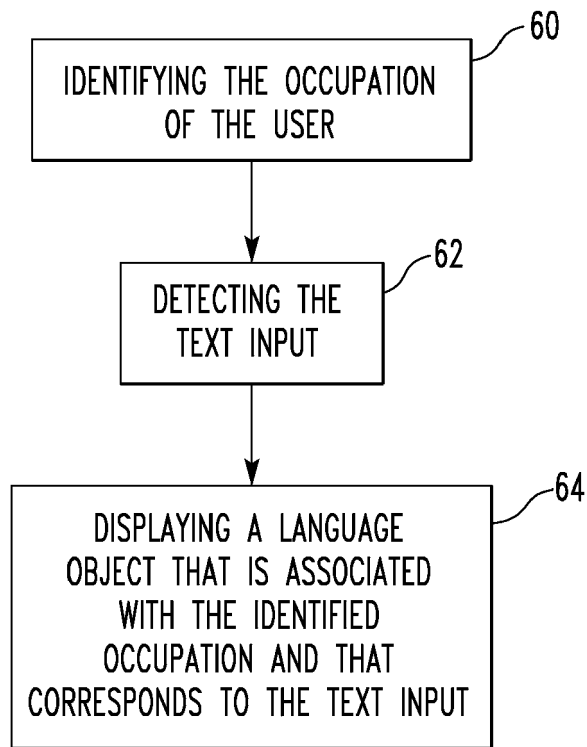 60
IDENTIFYING THE OCCUPATION
OF THE USER
62
DETECTING THE
TEXT INPUT
64
DISPLAYING A LANGUAGE
OBJECT THAT IS ASSOCIATED
WITH THE IDENTIFIED
OCCUPATION AND THAT
CORRESPONDS TO THE TEXT INPUT